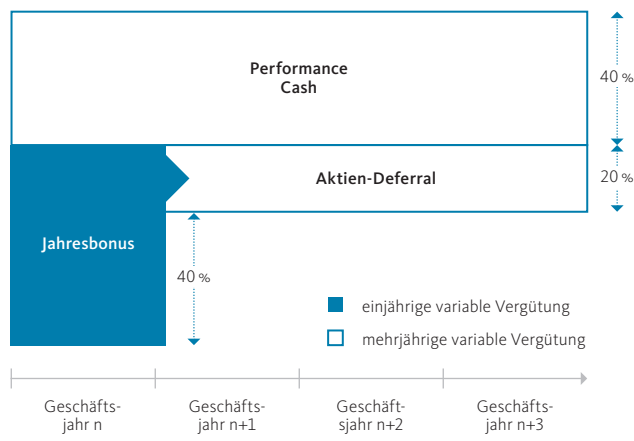 Performance
Cash
40 %
Aktien-Deferral
20 %
Jahresbonus
40 %
einjährige variable Vergütung
mehrjährige variable Vergütung
Geschäfts-
jahr n
Geschäfts-
jahr n+1
Geschäft-
sjahr n+2
Geschäfts-
jahr n+3